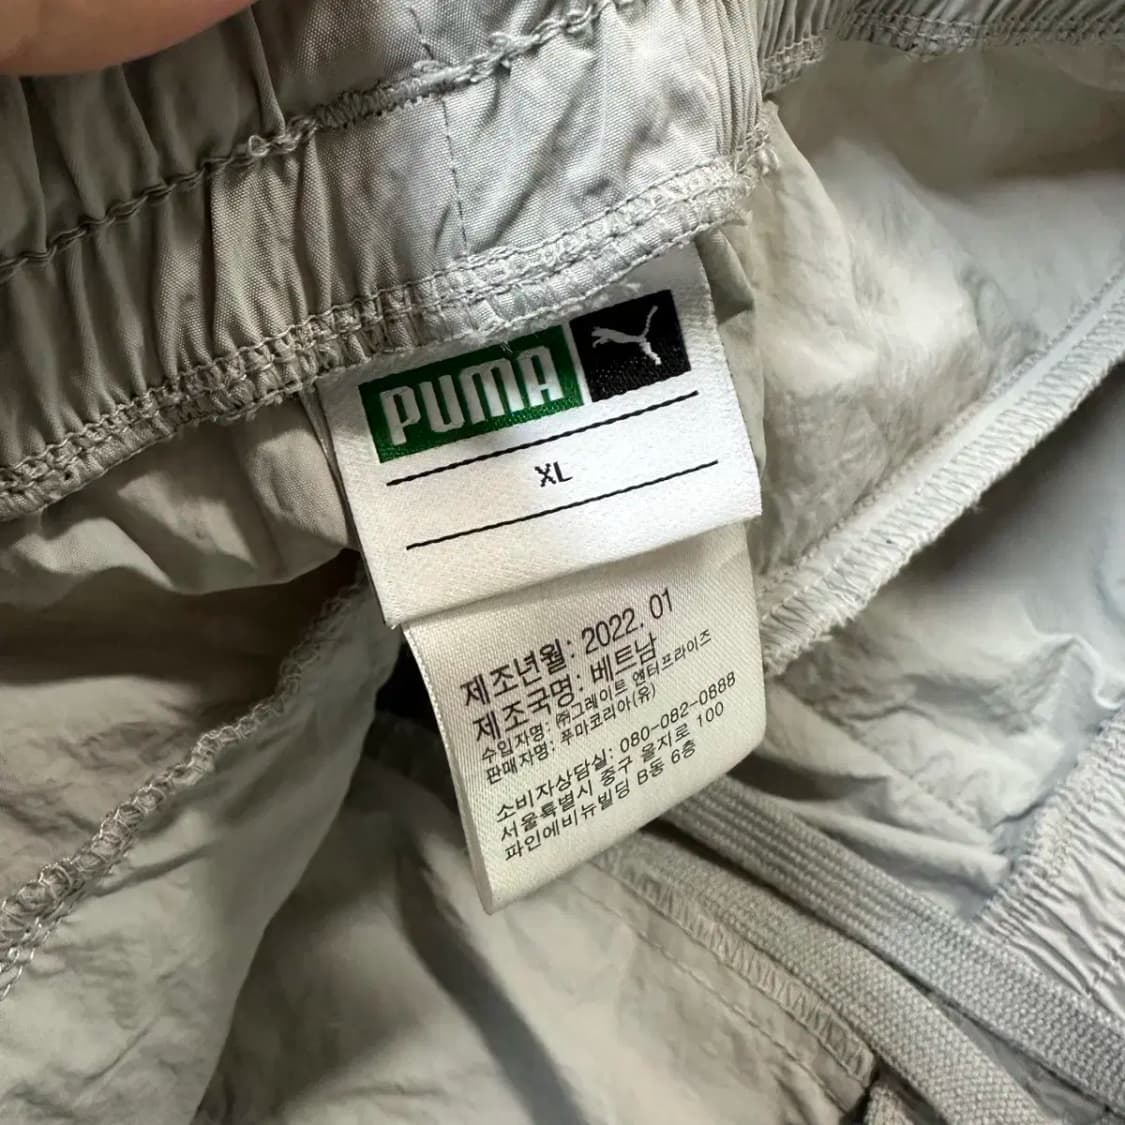 PUMA
XL
제조년월: 2022. 01
제조국명: 베트남
수입자명: ㈜그레이트 앤터프라이즈
판매자명: 푸마코리아(유)
소비자상담실: 080-082-0888
서울특별시 중구 을지로 100
파인에비뉴빌딩 B동 6층